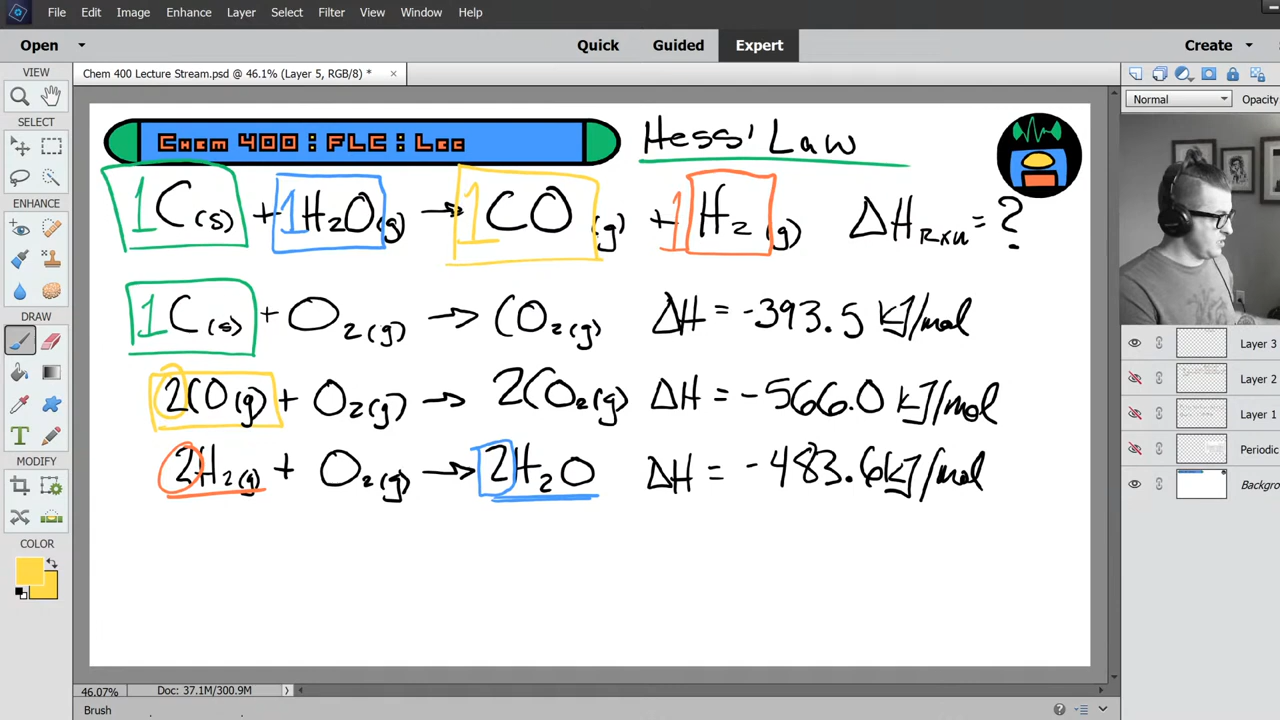 File Edit Image Enhance Layer Select Filter View Window Help
Open Quick Guided Expert Create
Chem 400 Lecture Stream.psd @ 46.1% (Layer 5, RGB/8) * ×
VIEW
SELECT
ENHANCE
DRAW
MODIFY
COLOR
Normal Opacity
Chem 400 : FLC : Lec Hess' Law
1C(s) + 1H₂O(g) → 1CO(g) + 1H₂(g) ΔHRxn = ?
1C(s) + O₂(g) → CO₂(g) ΔH = -393.5 kJ/mol
2CO(g) + O₂(g) → 2CO₂(g) ΔH = -566.0 kJ/mol
2H₂(g) + O₂(g) → 2H₂O ΔH = -483.6kJ/mol
Layer 3
Layer 2
Layer 1
Periodic
Backgro
46.07% Doc: 37.1M/300.9M
Brush